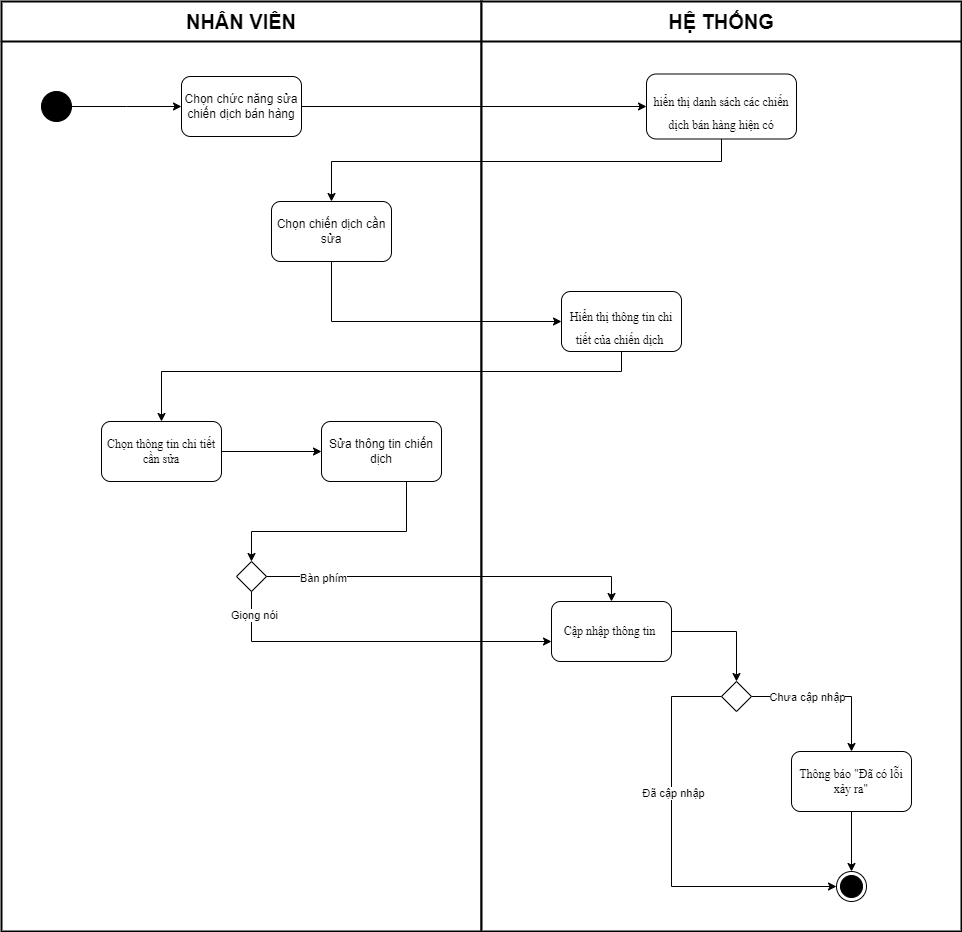 NHÂN VIÊN
HỆ THỐNG
Chọn chức năng sửa
chiến dịch bán hàng
hiển thị danh sách các chiến
dịch bán hàng hiện có
Chọn chiến dịch cần
sửa
Hiển thị thông tin chi
tiết của chiến dịch
Chọn thông tin chi tiết
cần sửa
Sửa thông tin chiến
dịch
Bàn phím
Giọng nói
Cập nhập thông tin
Chưa cập nhập
Thông báo "Đã có lỗi
xảy ra"
Đã cập nhập